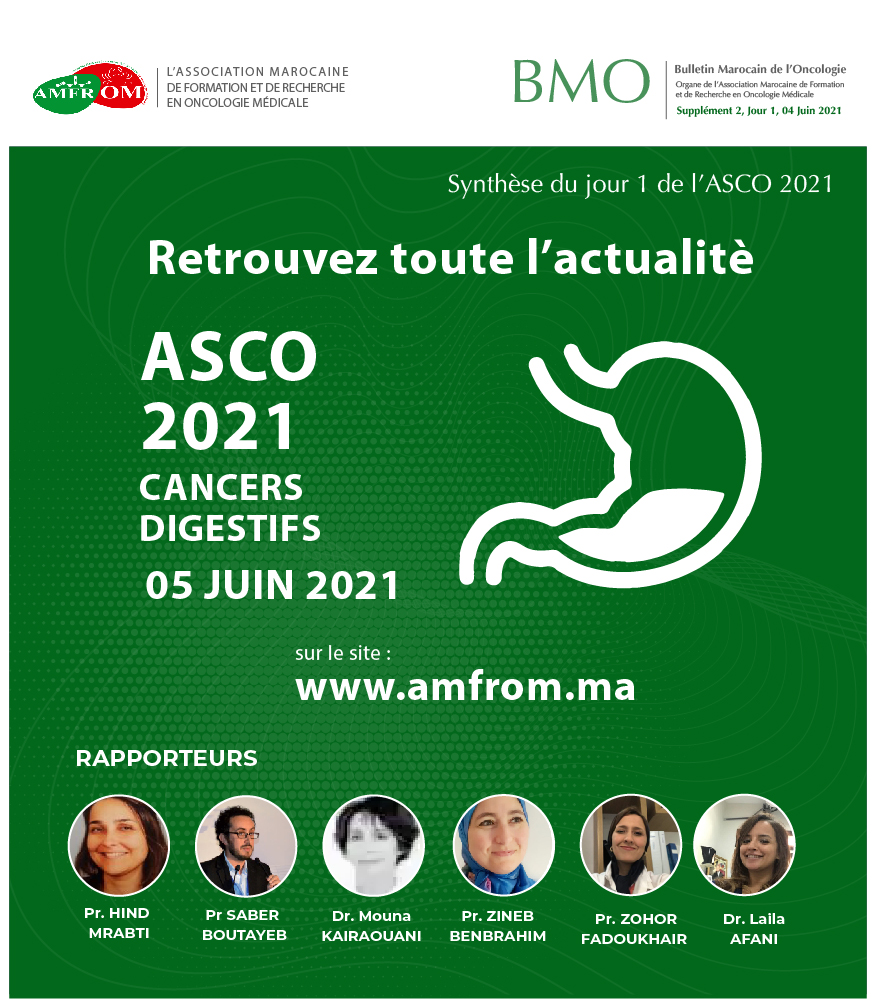 AMFROM
L'ASSOCIATION MAROCAINE
DE FORMATION ET DE RECHERCHE
EN ONCOLOGIE MÉDICALE
BMO
Bulletin Marocain de l'Oncologie
Organe de l'Association Marocaine de Formation
et de Recherche en Oncologie Médicale
Supplément 2, Jour 1, 04 Juin 2021
Synthèse du jour 1 de l'ASCO 2021
Retrouvez toute l'actualitè
ASCO
2021
CANCERS
DIGESTIFS
05 JUIN 2021
sur le site :
www.amfrom.ma
RAPPORTEURS
Pr. HIND
MRABTI
Pr SABER
BOUTAYEB
Dr. Mouna
KAIRAOUANI
Pr. ZINEB
BENBRAHIM
Pr. ZOHOR
FADOUKHAIR
Dr. Laila
AFANI